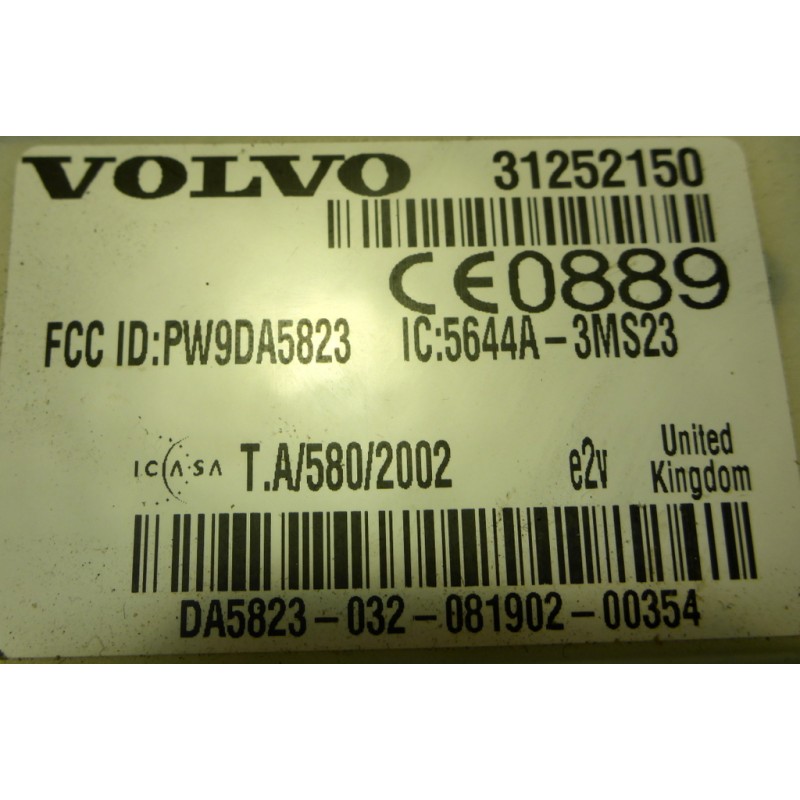 VOLVO 31252150
CE0889
FCC ID:PW9DA5823 IC:5644A-3MS23
ICASA T.A/580/2002 e2v United Kingdom
DA5823-032-081902-00354